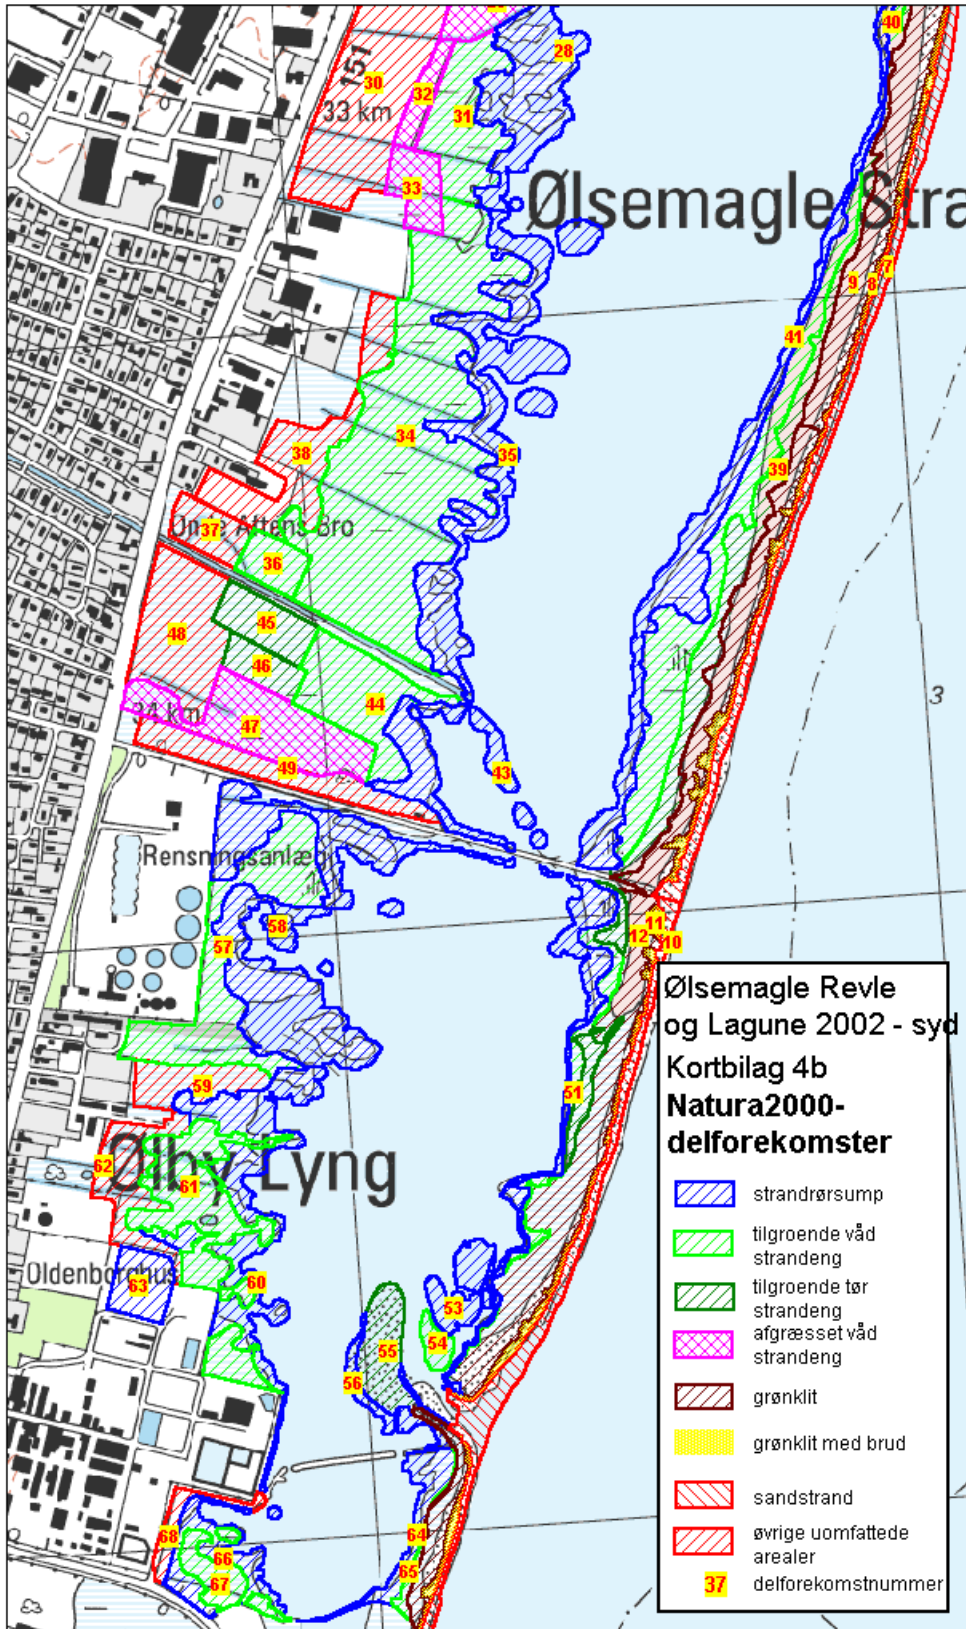 40
28
151
30
32
31
33 km
33
Ølsemagle Stra
7
9
8
41
34
35
38
39
37
36
45
48
46
44
3
47
34 km
43
49
Rensningsanlæg
58
11
12
10
57
Ølsemagle Revle
og Lagune 2002 - syd
Kortbilag 4b
Natura2000-
delforekomster
59
51
62
Ølby Lyng
61
strandrørsump
tilgroende våd
strandeng
Oldenborghus
63
60
tilgroende tør
strandeng
53
54
afgræsset våd
strandeng
55
56
grønklit
grønklit med brud
sandstrand
64
68
øvrige uomfattede
arealer
66
65
67
37
delforekomstnummer